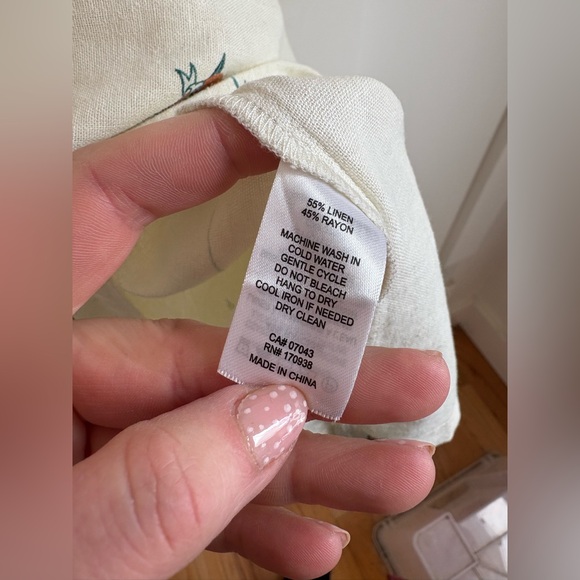 55% LINEN
45% RAYON
MACHINE WASH IN
COLD WATER
GENTLE CYCLE
DO NOT BLEACH
HANG TO DRY
COOL IRON IF NEEDED
DRY CLEAN
CA# 07043
RN# 170938
MADE IN CHINA